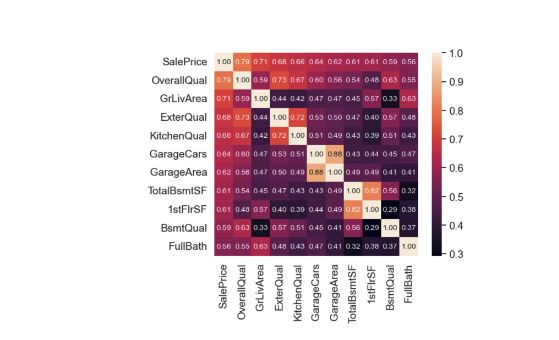 SalePrice 1.00 0.79 0.71 0.68 0.66 0.64 0.62 0.61 0.61 0.59 0.56
OverallQual 0.79 1.00 0.59 0.73 0.67 0.60 0.56 0.54 0.48 0.63 0.55
GrLivArea 0.71 0.59 1.00 0.44 0.42 0.47 0.47 0.45 0.57 0.33 0.63
ExterQual 0.68 0.73 0.44 1.00 0.72 0.53 0.50 0.47 0.40 0.57 0.48
KitchenQual 0.66 0.67 0.42 0.72 1.00 0.51 0.49 0.43 0.39 0.51 0.43
GarageCars 0.64 0.60 0.47 0.53 0.51 1.00 0.88 0.43 0.44 0.45 0.47
GarageArea 0.62 0.56 0.47 0.50 0.49 0.88 1.00 0.49 0.49 0.41 0.41
TotalBsmtSF 0.61 0.54 0.45 0.47 0.43 0.43 0.49 1.00 0.82 0.56 0.32
1stFlrSF 0.61 0.48 0.57 0.40 0.39 0.44 0.49 0.82 1.00 0.29 0.38
BsmtQual 0.59 0.63 0.33 0.57 0.51 0.45 0.41 0.56 0.29 1.00 0.37
FullBath 0.56 0.55 0.63 0.48 0.43 0.47 0.41 0.32 0.38 0.37 1.00
SalePrice
OverallQual
GrLivArea
ExterQual
KitchenQual
GarageCars
GarageArea
TotalBsmtSF
1stFlrSF
BsmtQual
FullBath
1.0
0.9
0.8
0.7
0.6
0.5
0.4
0.3